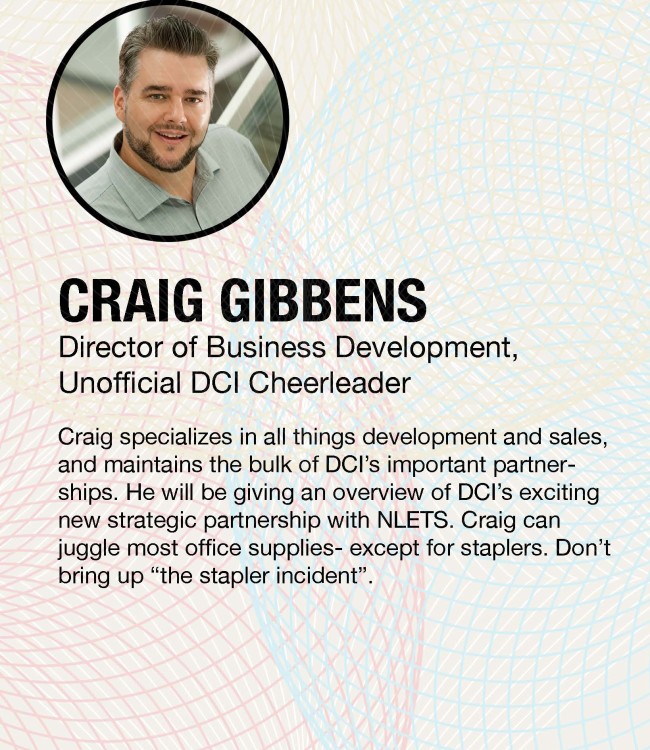 CRAIG GIBBENS
Director of Business Development,
Unofficial DCI Cheerleader
Craig specializes in all things development and sales,
and maintains the bulk of DCI’s important partner-
ships. He will be giving an overview of DCI’s exciting
new strategic partnership with NLETS. Craig can
juggle most office supplies- except for staplers. Don’t
bring up “the stapler incident”.